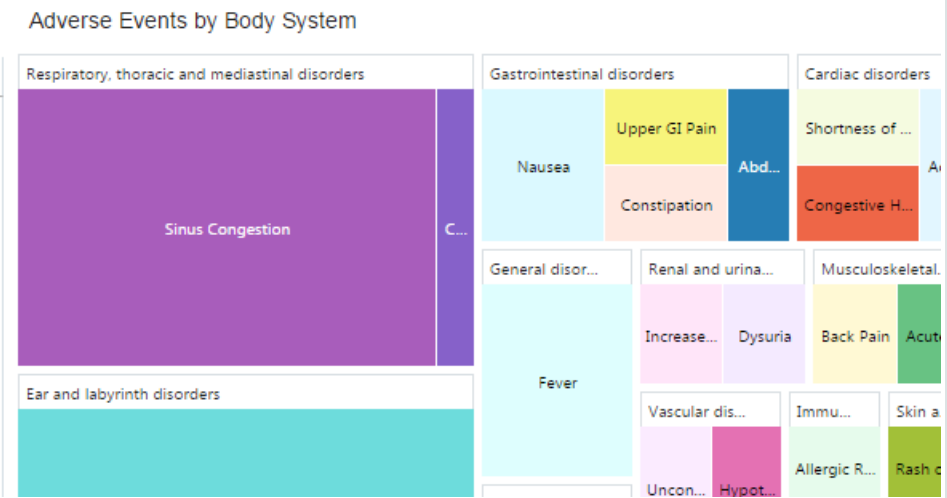 Adverse Events by Body System
Respiratory, thoracic and mediastinal disorders
Sinus Congestion
C...
Ear and labyrinth disorders
Gastrointestinal disorders
Nausea
Upper GI Pain
Constipation
Abd...
Cardiac disorders
Shortness of ...
Congestive H...
General disor...
Fever
Renal and urina...
Increase...
Dysuria
Musculoskeletal.
Back Pain
Acut
Vascular dis...
Uncon...
Hypot...
Immu...
Allergic R...
Skin a
Rash